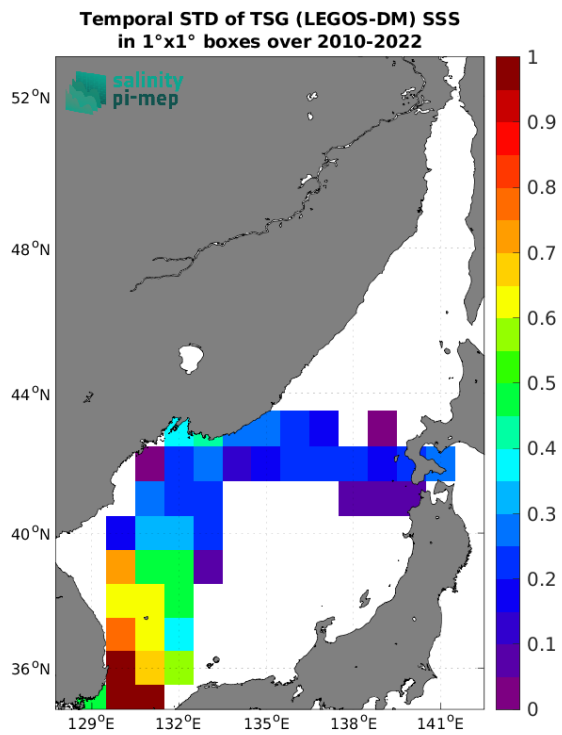 Temporal STD of TSG (LEGOS-DM) SSS
in 1°x1° boxes over 2010-2022
salinity
pi-mep
52°N
48°N
44°N
40°N
36°N
129°E
132°E
135°E
138°E
141°E
1
0.9
0.8
0.7
0.6
0.5
0.4
0.3
0.2
0.1
0